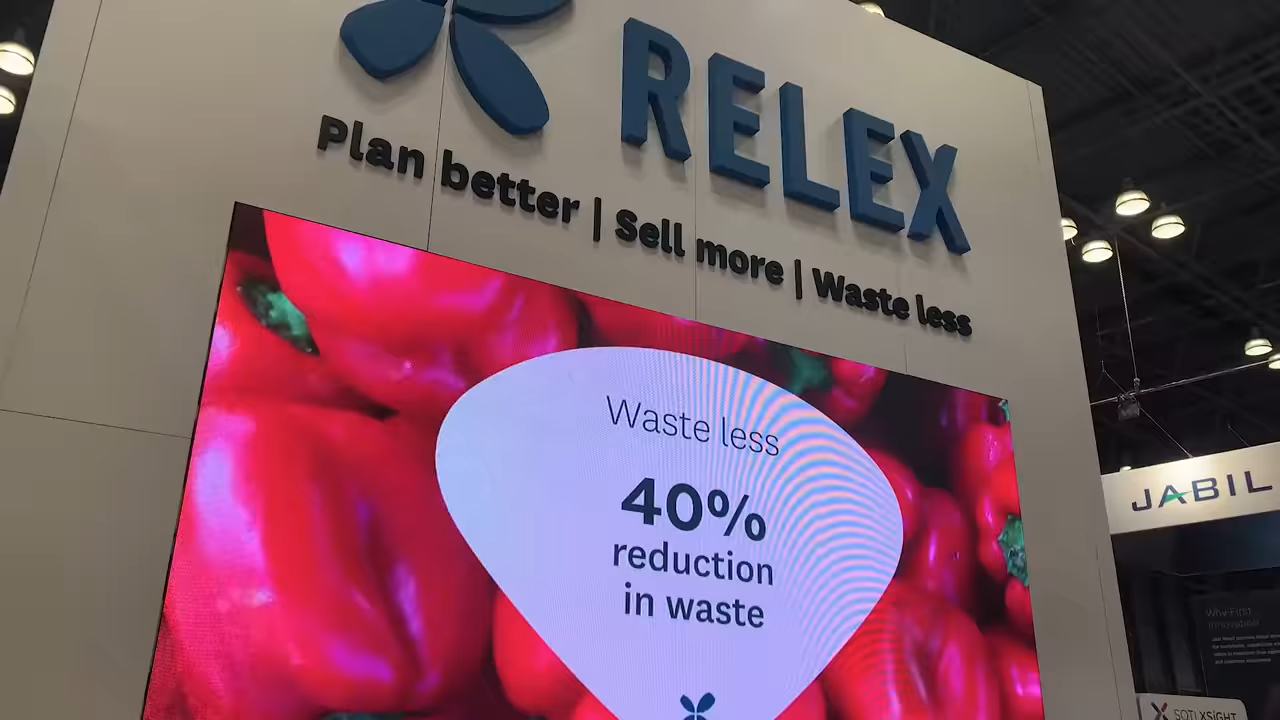 RELEX
Plan better | Sell more | Waste less
Waste less
40%
reduction
in waste
JABIL
SOTI XSIGHT